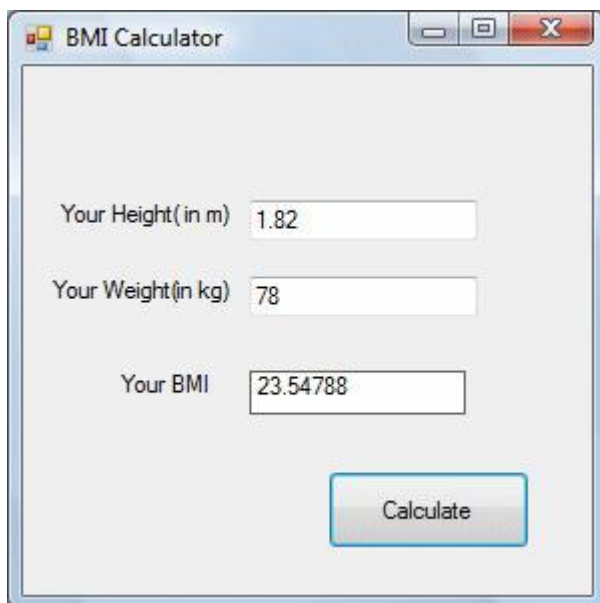 BMI Calculator
Your Height( in m) 1.82
Your Weight(in kg) 78
Your BMI 23.54788
Calculate